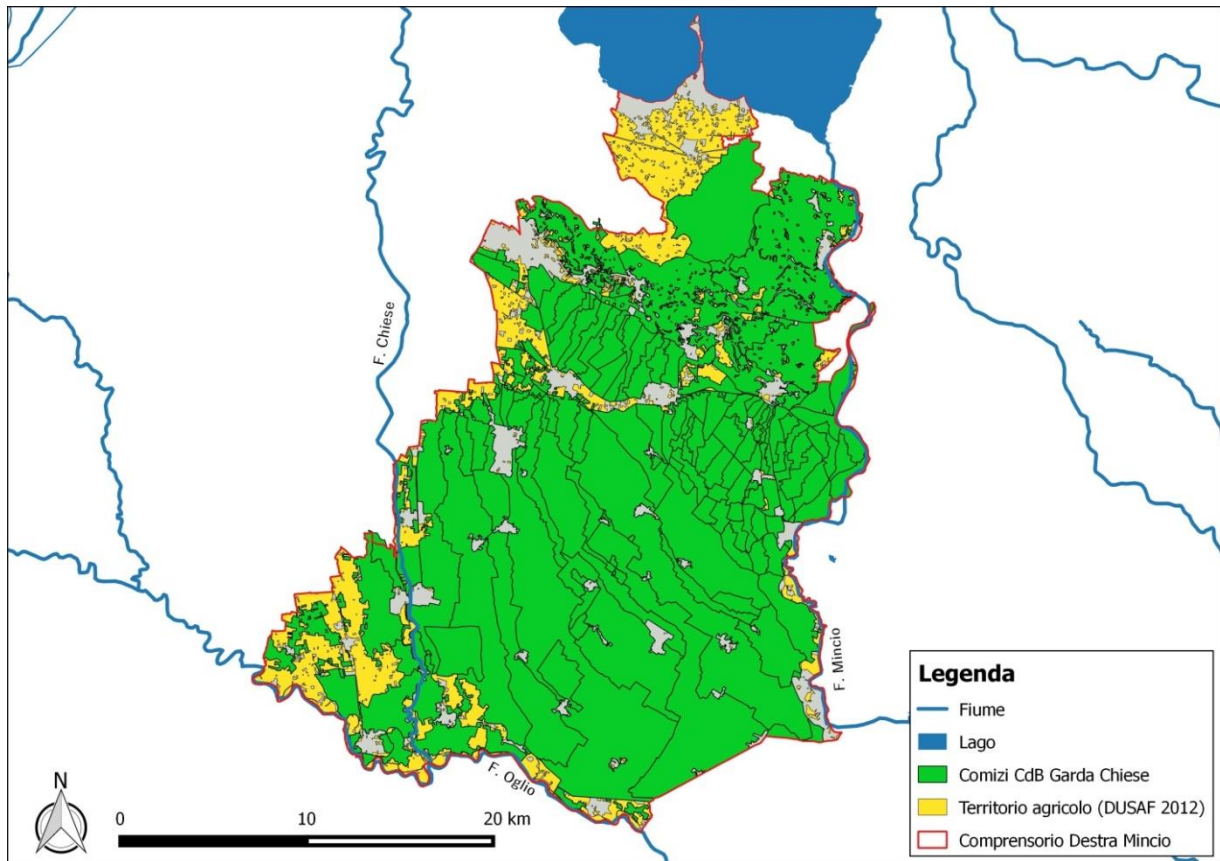 F. Chiese
F. Mincio
F. Oglio
N
0 10 20 km
Legenda
Fiume
Lago
Comizi CdB Garda Chiese
Territorio agricolo (DUSAF 2012)
Comprensorio Destra Mincio